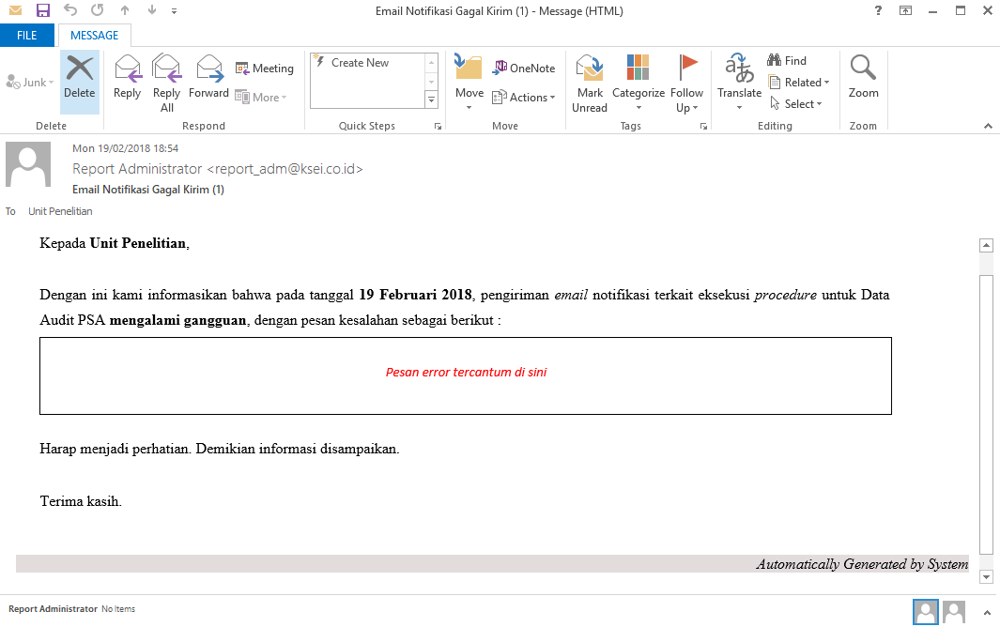 Email Notifikasi Gagal Kirim (1) - Message (HTML)
?
FILE
MESSAGE
Junk
Delete
Reply
Reply All
Forward
Meeting
More
Create New
Move
OneNote
Actions
Mark Unread
Categorize
Follow Up
Translate
Find
Related
Select
Zoom
Delete
Respond
Quick Steps
Move
Tags
Editing
Zoom
Mon 19/02/2018 18:54
Report Administrator <report_adm@ksei.co.id>
Email Notifikasi Gagal Kirim (1)
To Unit Penelitian
Kepada Unit Penelitian,
Dengan ini kami informasikan bahwa pada tanggal 19 Februari 2018, pengiriman email notifikasi terkait eksekusi procedure untuk Data
Audit PSA mengalami gangguan, dengan pesan kesalahan sebagai berikut :
Pesan error tercantum di sini
Harap menjadi perhatian. Demikian informasi disampaikan.
Terima kasih.
Automatically Generated by System
Report Administrator No Items